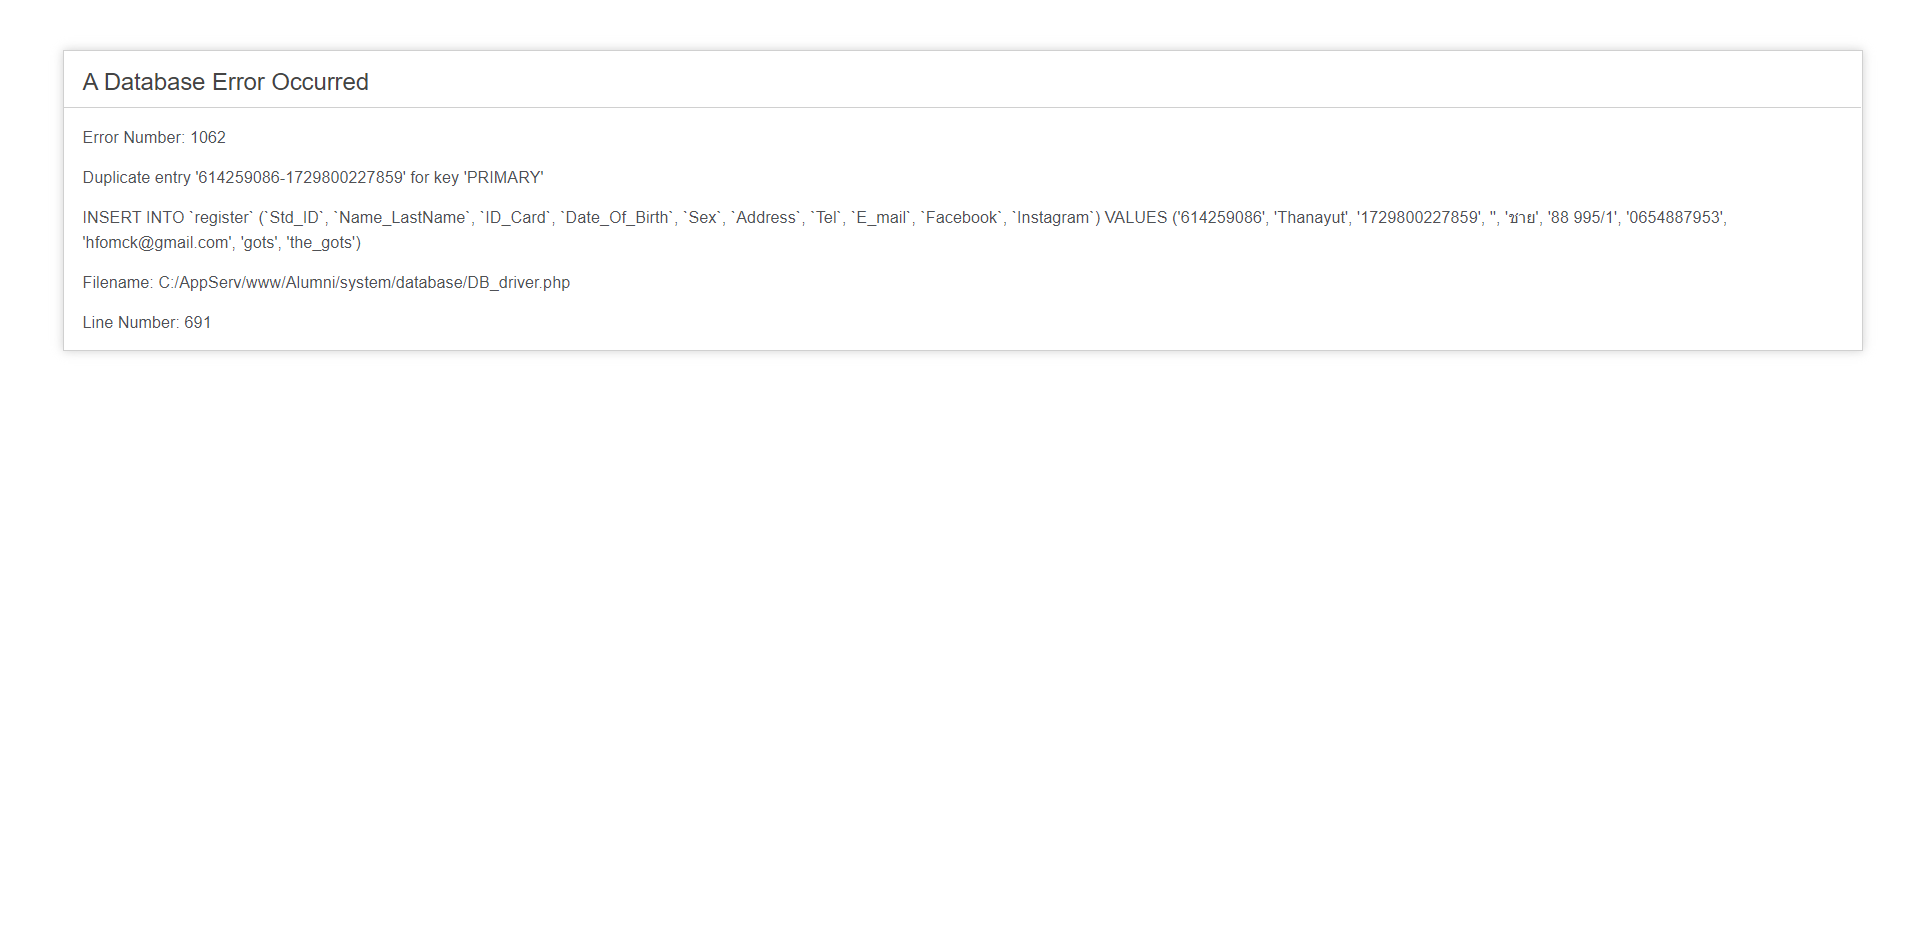 A Database Error Occurred
Error Number: 1062
Duplicate entry '614259086-1729800227859' for key 'PRIMARY'
INSERT INTO `register` (`Std_ID`, `Name_LastName`, `ID_Card`, `Date_Of_Birth`, `Sex`, `Address`, `Tel`, `E_mail`, `Facebook`, `Instagram`) VALUES ('614259086', 'Thanayut', '1729800227859', '', 'ชาย', '88 995/1', '0654887953',
'hfomck@gmail.com', 'gots', 'the_gots')
Filename: C:/AppServ/www/Alumni/system/database/DB_driver.php
Line Number: 691